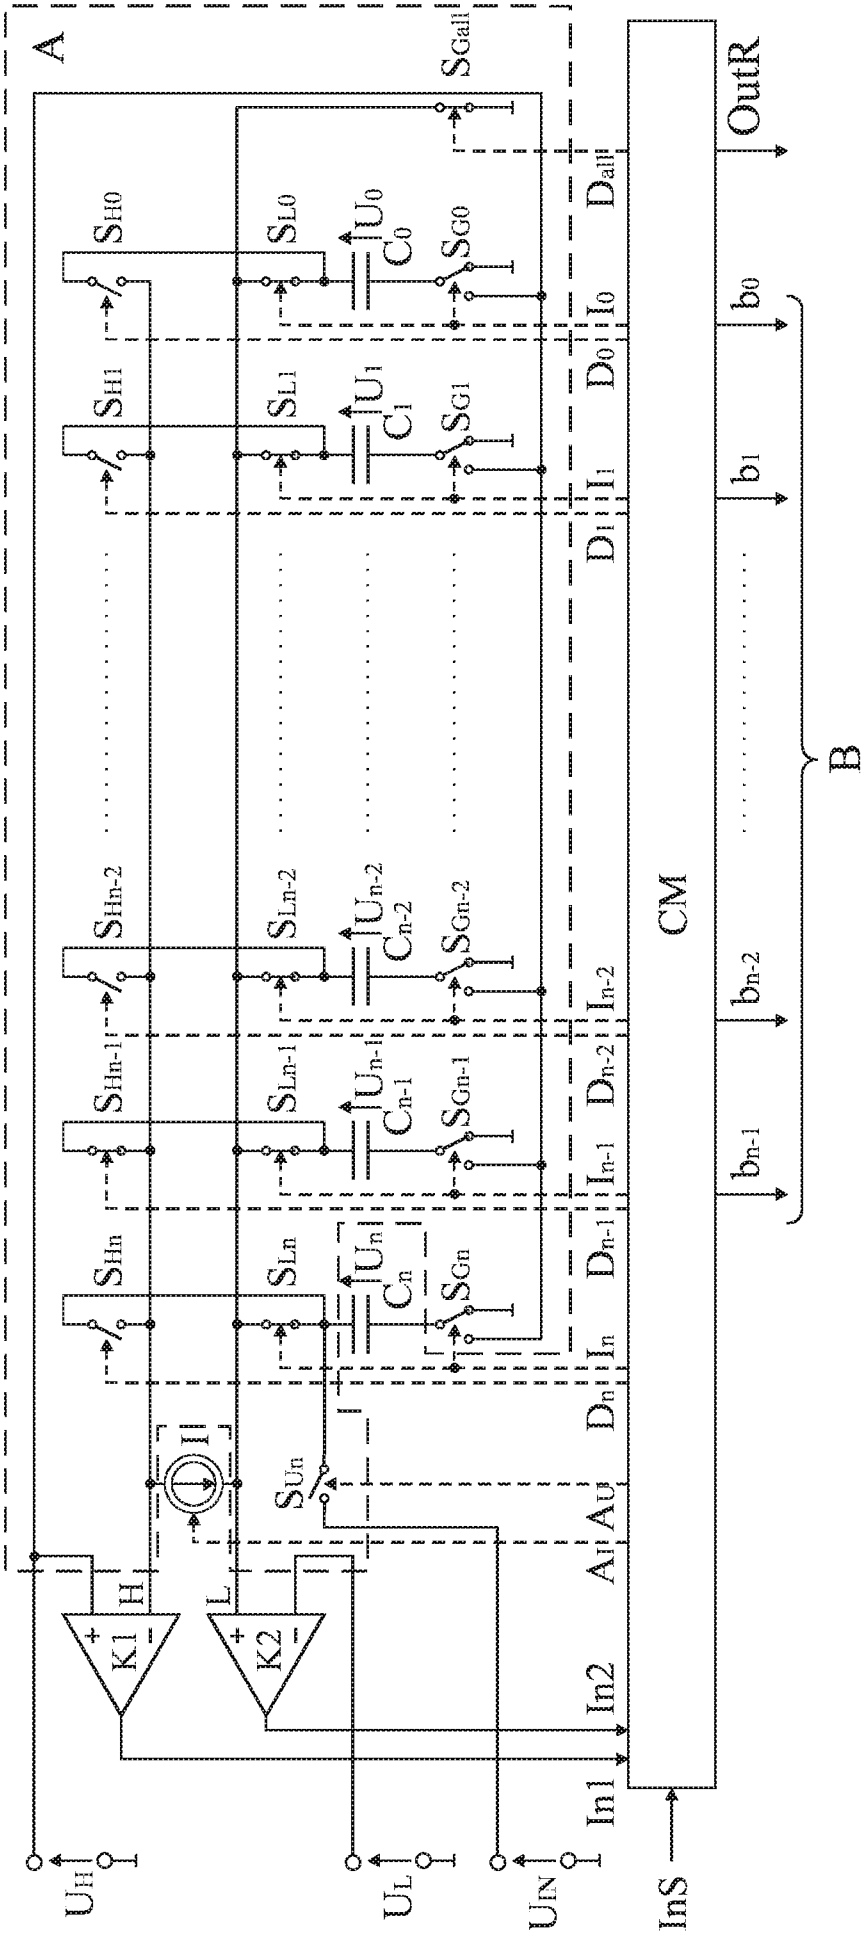 A
SHn
SHn-1
SHn-2
SH1
SH0
UH
H
K1
+
−
I
L
K2
+
−
SLn
SLn-1
SLn-2
SL1
SL0
SGall
UL
SUn
Un
Cn
Un-1
Cn-1
Un-2
Cn-2
U1
C1
U0
C0
SGn
SGn-1
SGn-2
SG1
SG0
UIN
In1
In2
AI
AU
Dn
In
Dn-1
In-1
Dn-2
In-2
D1
I1
D0
I0
Dall
InS
CM
bn-1
bn-2
b1
b0
OutR
B